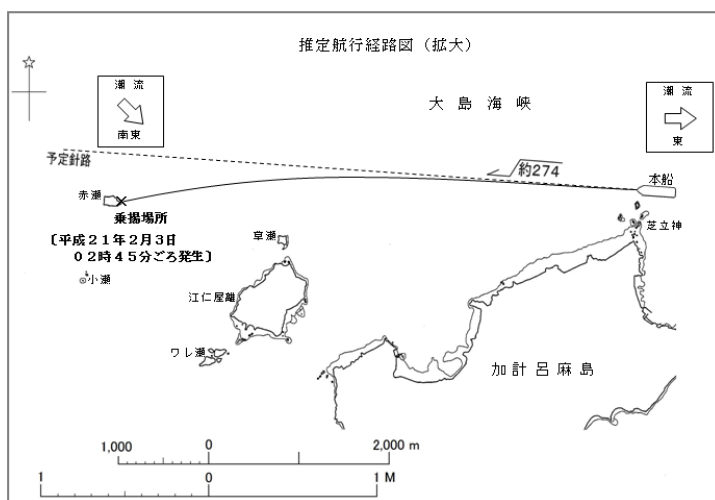 推定航行経路図（拡大）
潮 流
南東
大 島 海 峡
潮 流
東
予定針路
約274
本船
赤瀬
乗揚場所
〔平成２１年２月３日
０２時４５分ごろ発生〕
草瀬
芝立神
小瀬
江仁屋離
ワレ瀬
加 計 呂 麻 島
1,000 0 2,000 m
1 0 1 M